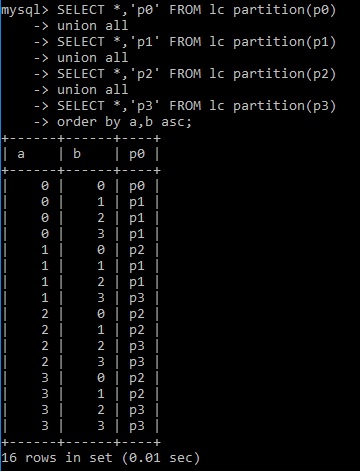 mysql> SELECT *,'p0' FROM lc partition(p0)
    -> union all
    -> SELECT *,'p1' FROM lc partition(p1)
    -> union all
    -> SELECT *,'p2' FROM lc partition(p2)
    -> union all
    -> SELECT *,'p3' FROM lc partition(p3)
    -> order by a,b asc;
+------+------+----+
| a    | b    | p0 |
+------+------+----+
|    0 |    0 | p0 |
|    0 |    1 | p1 |
|    0 |    2 | p1 |
|    0 |    3 | p1 |
|    1 |    0 | p2 |
|    1 |    1 | p1 |
|    1 |    2 | p3 |
|    2 |    0 | p2 |
|    2 |    1 | p2 |
|    2 |    2 | p3 |
|    2 |    3 | p2 |
|    3 |    0 | p2 |
|    3 |    1 | p2 |
|    3 |    2 | p3 |
|    3 |    3 | p3 |
+------+------+----+
16 rows in set (0.01 sec)